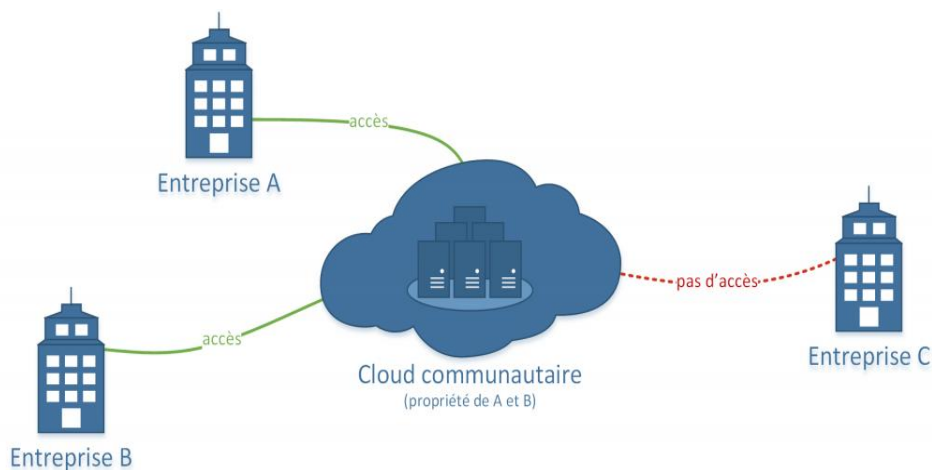 accès
Entreprise A
pas d'accès
accès
Entreprise C
Cloud communautaire
(propriété de A et B)
Entreprise B